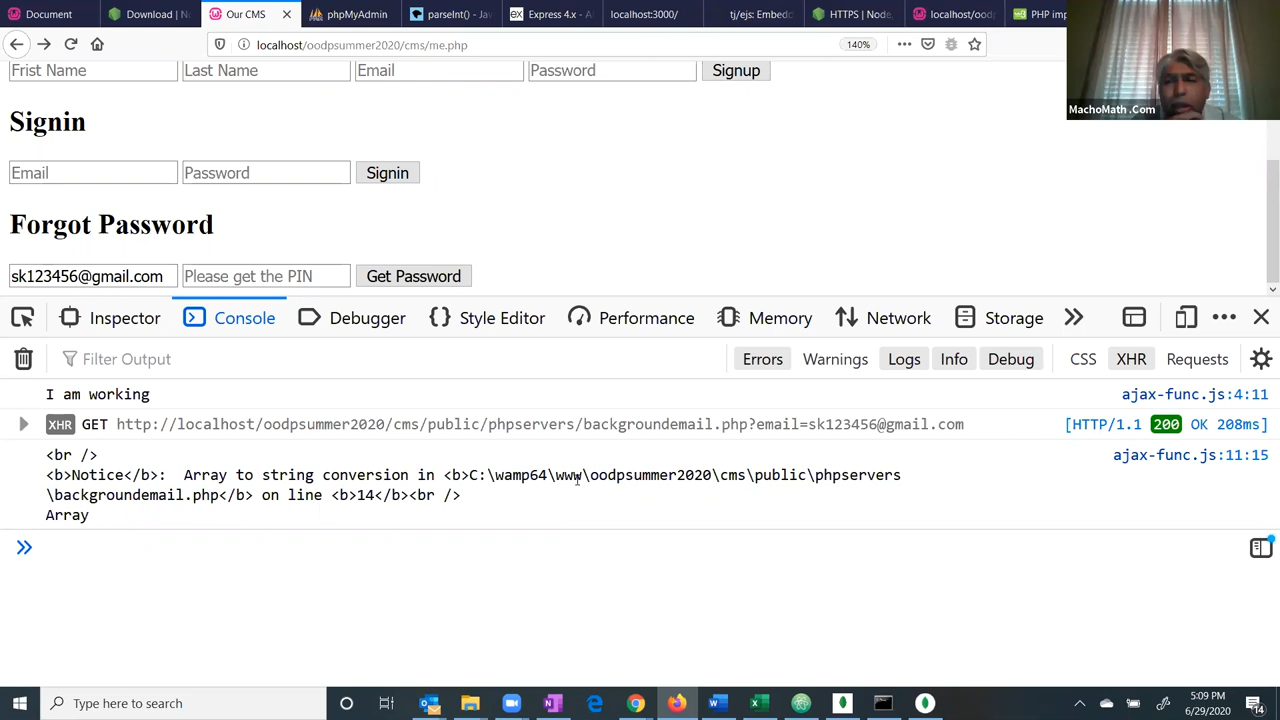 Document
Download | No
Our CMS
phpMyAdmin
parseInt() - Jav
Express 4.x - AP
localhost:3000/
tj/ejs: Embedd
HTTPS | Node.
localhost/oodp
PHP imp
localhost/oodpsummer2020/cms/me.php
140%
MachoMath .Com
Frist Name
Last Name
Email
Password
Signup
Signin
Email
Password
Signin
Forgot Password
sk123456@gmail.com
Please get the PIN
Get Password
Inspector
Console
Debugger
Style Editor
Performance
Memory
Network
Storage
Filter Output
Errors
Warnings
Logs
Info
Debug
CSS
XHR
Requests
I am working
ajax-func.js:4:11
XHR GET http://localhost/oodpsummer2020/cms/public/phpservers/backgroundemail.php?email=sk123456@gmail.com
[HTTP/1.1 200 OK 208ms]
<br />
ajax-func.js:11:15
<b>Notice</b>:  Array to string conversion in <b>C:\wamp64\www\oodpsummer2020\cms\public\phpservers
\backgroundemail.php</b> on line <b>14</b><br />
Array
Type here to search
5:09 PM
6/29/2020
14